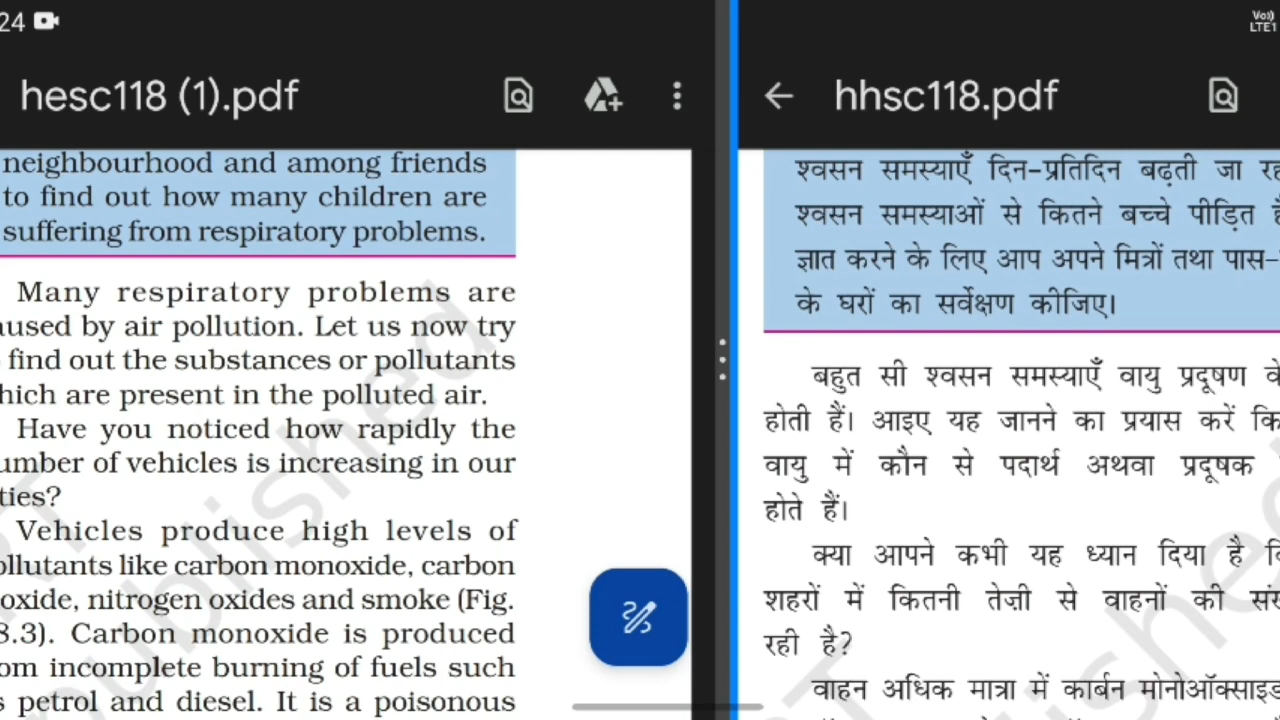 24
Vo))
LTE1
hesc118 (1).pdf
neighbourhood and among friends
to find out how many children are
suffering from respiratory problems.
Many respiratory problems are
aused by air pollution. Let us now try
find out the substances or pollutants
hich are present in the polluted air.
Have you noticed how rapidly the
umber of vehicles is increasing in our
ties?
Vehicles produce high levels of
ollutants like carbon monoxide, carbon
oxide, nitrogen oxides and smoke (Fig.
8.3). Carbon monoxide is produced
om incomplete burning of fuels such
s petrol and diesel. It is a poisonous
hhsc118.pdf
श्वसन समस्याएँ दिन-प्रतिदिन बढ़ती जा रह
श्वसन समस्याओं से कितने बच्चे पीड़ित है
ज्ञात करने के लिए आप अपने मित्रों तथा पास-
के घरों का सर्वेक्षण कीजिए।
बहुत सी श्वसन समस्याएँ वायु प्रदूषण के
होती हैं। आइए यह जानने का प्रयास करें कि
वायु में कौन से पदार्थ अथवा प्रदूषक
होते हैं।
क्या आपने कभी यह ध्यान दिया है कि
शहरों में कितनी तेज़ी से वाहनों की संख
रही है?
वाहन अधिक मात्रा में कार्बन मोनोऑक्साइड
published